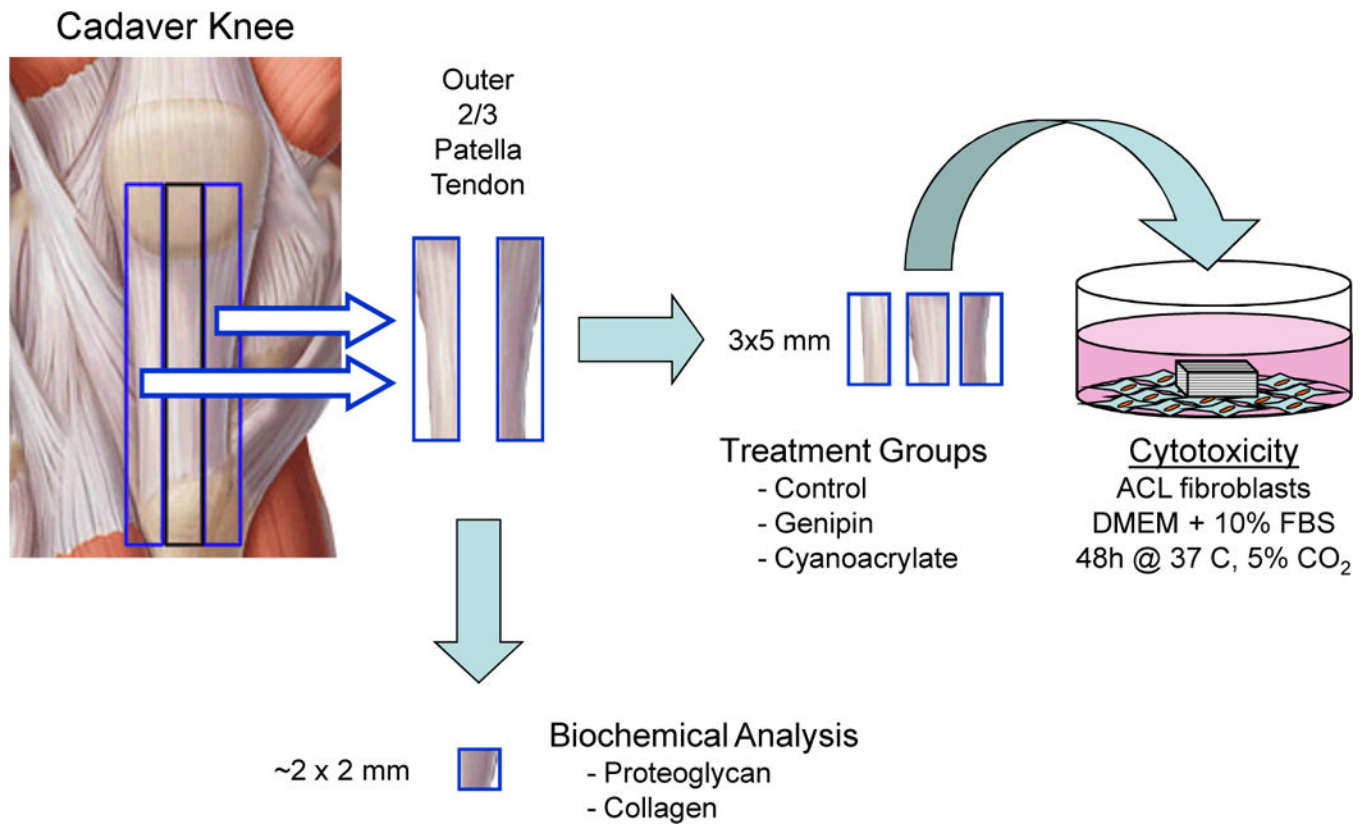 Cadaver Knee
Outer
2/3
Patella
Tendon
3x5 mm
Treatment Groups
- Control
- Genipin
- Cyanoacrylate
Cytotoxicity
ACL fibroblasts
DMEM + 10% FBS
48h @ 37 C, 5% CO₂
~2 x 2 mm
Biochemical Analysis
- Proteoglycan
- Collagen